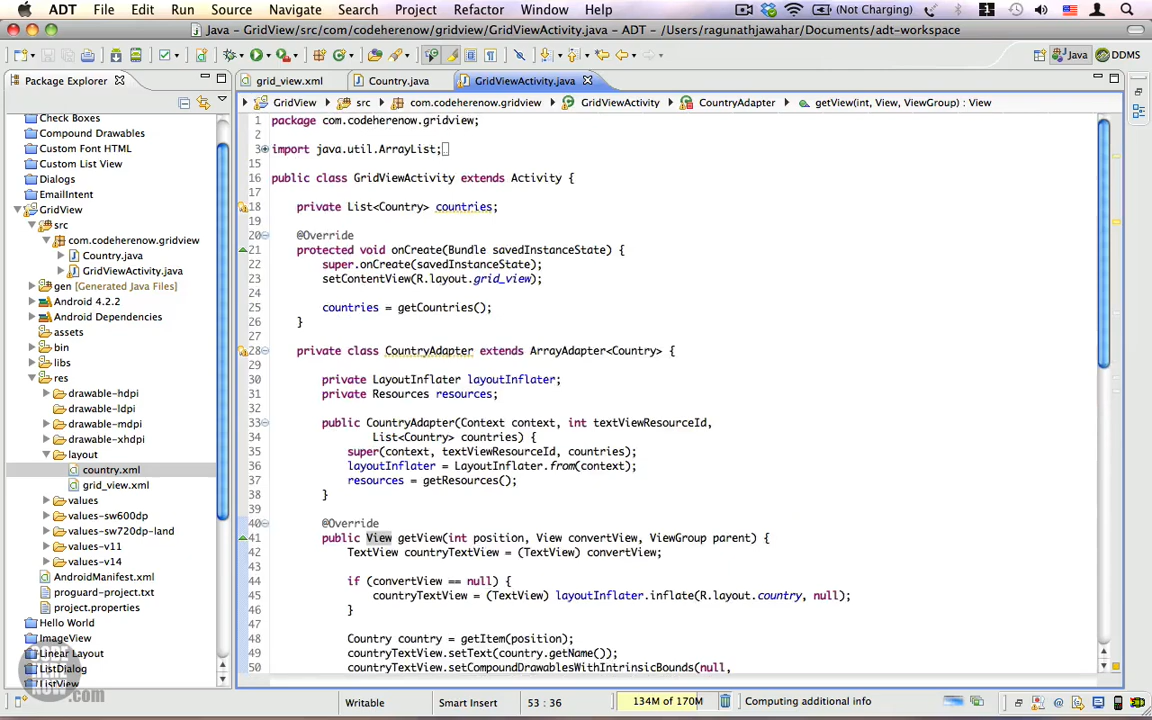 ADT File Edit Run Source Navigate Search Project Refactor Window Help (Not Charging) 1
Java – GridView/src/com/codeherenow/gridview/GridViewActivity.java – ADT – /users/ragunathjawahar/Documents/adt-workspace
Java DDMS
Package Explorer
grid_view.xml Country.java GridViewActivity.java
GridView src com.codeherenow.gridview GridViewActivity CountryAdapter getView(int, View, ViewGroup) : View
Check Boxes
Compound Drawables
Custom Font HTML
Custom List View
Dialogs
EmailIntent
GridView
src
com.codeherenow.gridview
Country.java
GridViewActivity.java
gen [Generated Java Files]
Android 4.2.2
Android Dependencies
assets
bin
libs
res
drawable-hdpi
drawable-ldpi
drawable-mdpi
drawable-xhdpi
layout
country.xml
grid_view.xml
values
values-sw600dp
values-sw720dp-land
values-v11
values-v14
AndroidManifest.xml
proguard-project.txt
project.properties
Hello World
ImageView
Linear Layout
ListDialog
ListView
1 package com.codeherenow.gridview;
2
3 import java.util.ArrayList;
15
16 public class GridViewActivity extends Activity {
17
18 private List<Country> countries;
19
20 @Override
21 protected void onCreate(Bundle savedInstanceState) {
22 super.onCreate(savedInstanceState);
23 setContentView(R.layout.grid_view);
24
25 countries = getCountries();
26 }
27
28 private class CountryAdapter extends ArrayAdapter<Country> {
29
30 private LayoutInflater layoutInflater;
31 private Resources resources;
32
33 public CountryAdapter(Context context, int textViewResourceId,
34 List<Country> countries) {
35 super(context, textViewResourceId, countries);
36 layoutInflater = LayoutInflater.from(context);
37 resources = getResources();
38 }
39
40 @Override
41 public View getView(int position, View convertView, ViewGroup parent) {
42 TextView countryTextView = (TextView) convertView;
43
44 if (convertView == null) {
45 countryTextView = (TextView) layoutInflater.inflate(R.layout.country, null);
46 }
47
48 Country country = getItem(position);
49 countryTextView.setText(country.getName());
50 countryTextView.setCompoundDrawablesWithIntrinsicBounds(null,
CODE
HERE
NOW
.com
Writable Smart Insert 53 : 36 134M of 170M Computing additional info